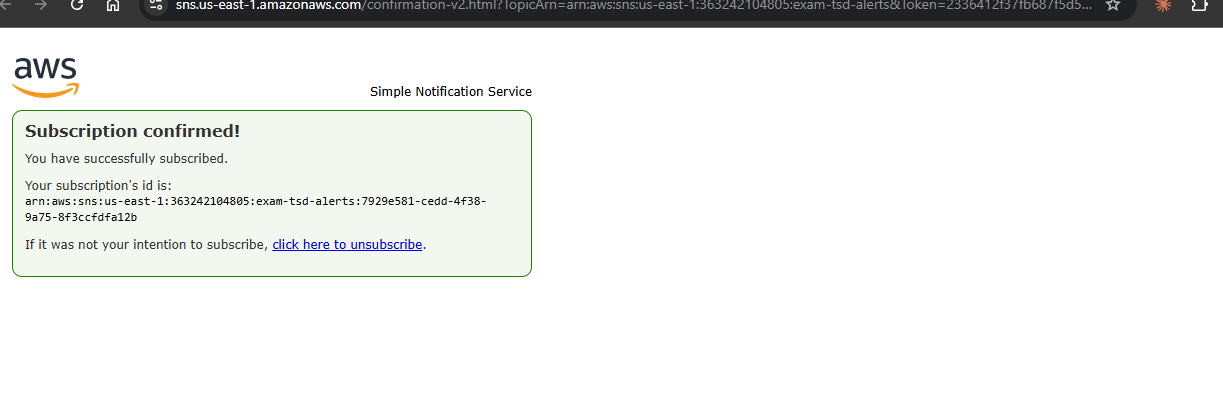 sns.us-east-1.amazonaws.com/confirmation-v2.html?TopicArn=arn:aws:sns:us-east-1:363242104805:exam-tsd-alerts&Token=2336412f37fb687f5d5...
aws
Simple Notification Service
Subscription confirmed!
You have successfully subscribed.
Your subscription's id is:
arn:aws:sns:us-east-1:363242104805:exam-tsd-alerts:7929e581-cedd-4f38-
9a75-8f3ccfdfa12b
If it was not your intention to subscribe, click here to unsubscribe.